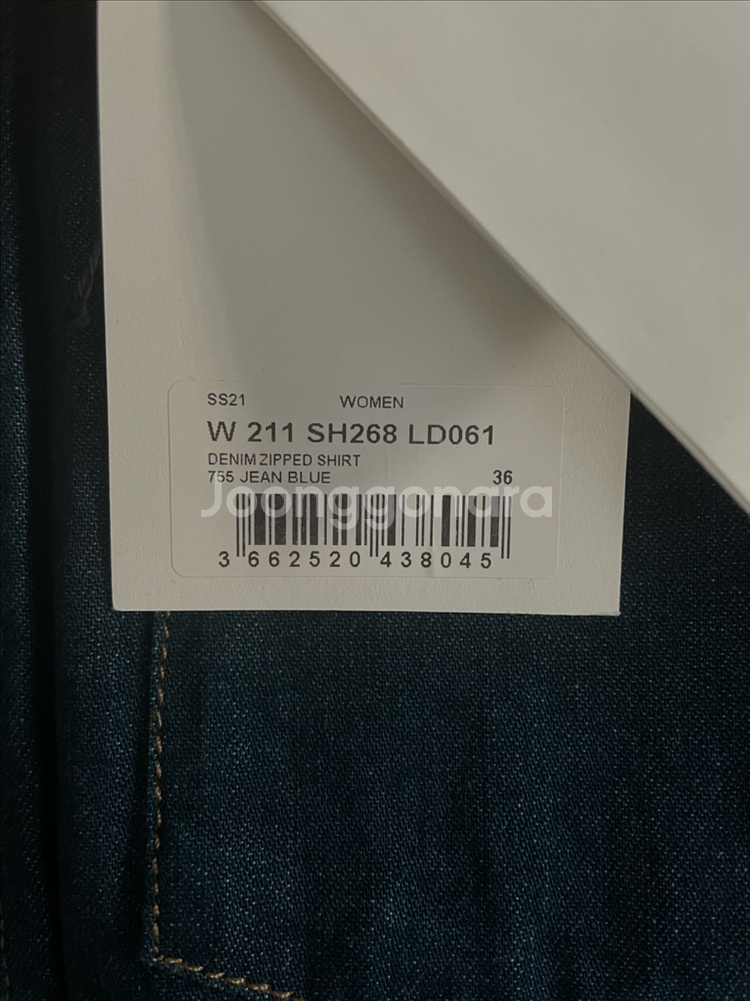 SS21 WOMEN
W 211 SH268 LD061
DENIM ZIPPED SHIRT
755 JEAN BLUE 36
Joonggonara
3 662520 438045